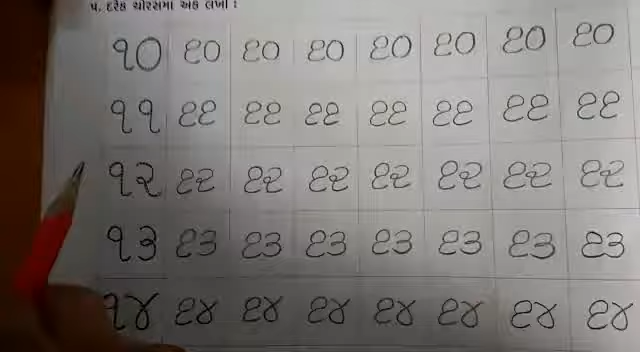 ૫. દરેક ચોરસમાં અંક લખો :
૧૦ ૧૦ ૧૦ ૧૦ ૧૦ ૧૦ ૧૦ ૧૦
૧૧ ૧૧ ૧૧ ૧૧ ૧૧ ૧૧ ૧૧ ૧૧
૧૨ ૧૨ ૧૨ ૧૨ ૧૨ ૧૨ ૧૨ ૧૨
૧૩ ૧૩ ૧૩ ૧૩ ૧૩ ૧૩ ૧૩ ૧૩
૧૪ ૧૪ ૧૪ ૧૪ ૧૪ ૧૪ ૧૪ ૧૪